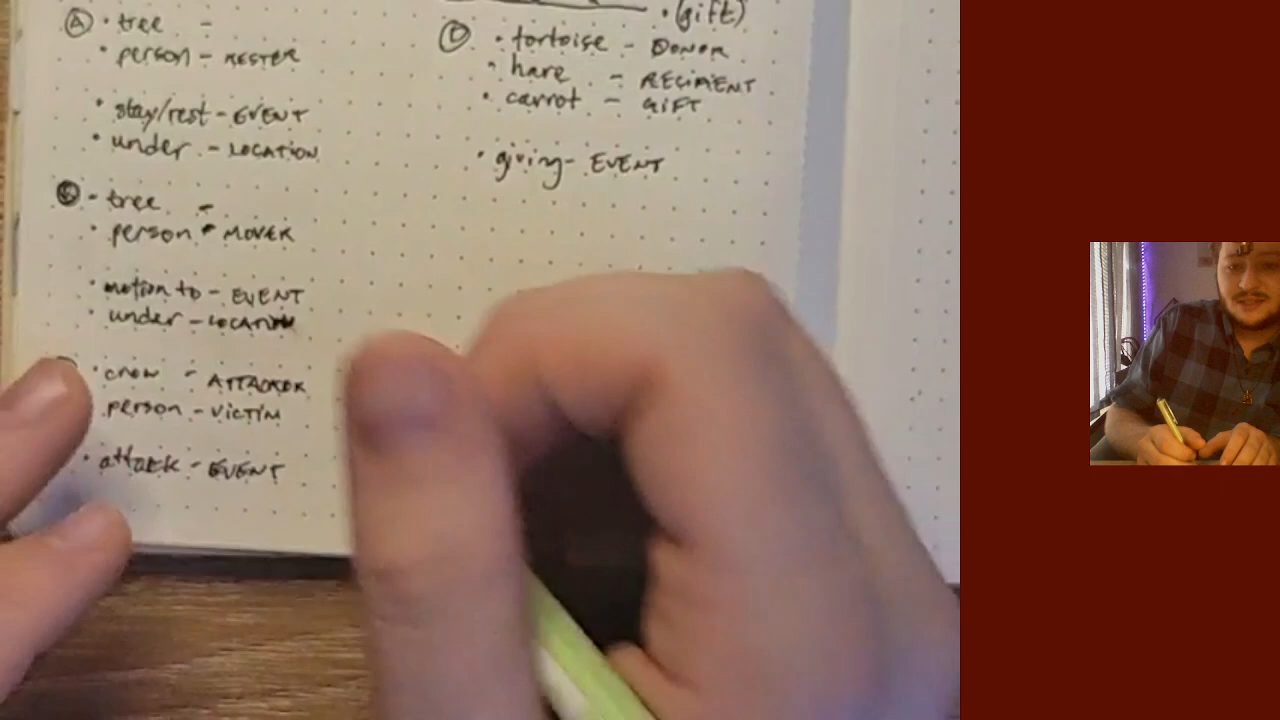 Ⓐ • tree -
• person - RESTER
• stay/rest - EVENT
• under - LOCATION
Ⓑ - tree -
• person - MOVER
• motion to - EVENT
• under - LOCATION
• crow - ATTACKER
person - VICTIM
• attack - EVENT
• (gift)
Ⓓ • tortoise - DONOR
• hare - RECIPIENT
• carrot - GIFT
• giving - EVENT